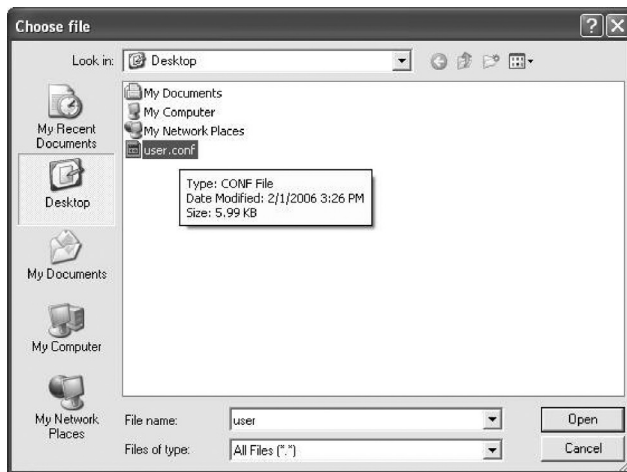 Choose file
Look in:
Desktop
My Recent
Documents
Desktop
My Documents
My Computer
My Network
Places
My Documents
My Computer
My Network Places
user.conf
Type: CONF File
Date Modified: 2/1/2006 3:26 PM
Size: 5.99 KB
File name:
user
Open
Files of type:
All Files (*.*)
Cancel